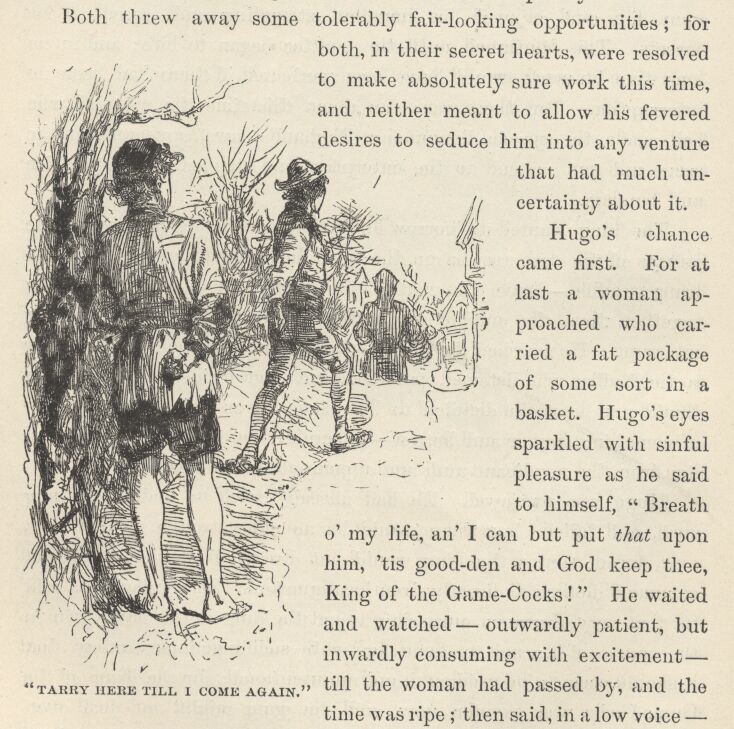 Both threw away some tolerably fair-looking opportunities; for
both, in their secret hearts, were resolved
to make absolutely sure work this time,
and neither meant to allow his fevered
desires to seduce him into any venture
that had much un-
certainty about it.
Hugo's chance
came first. For at
last a woman ap-
proached who car-
ried a fat package
of some sort in a
basket. Hugo's eyes
sparkled with sinful
pleasure as he said
to himself, "Breath
o' my life, an' I can but put that upon
him, 'tis good-den and God keep thee,
King of the Game-Cocks!" He waited
and watched — outwardly patient, but
inwardly consuming with excitement —
till the woman had passed by, and the
time was ripe; then said, in a low voice —
"TARRY HERE TILL I COME AGAIN."